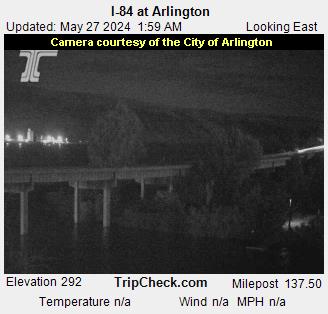 I-84 at Arlington
Updated: May 27 2024 1:59 AM Looking East
Camera courtesy of the City of Arlington
Elevation 292 TripCheck.com Milepost 137.50
Temperature n/a Wind n/a MPH n/a